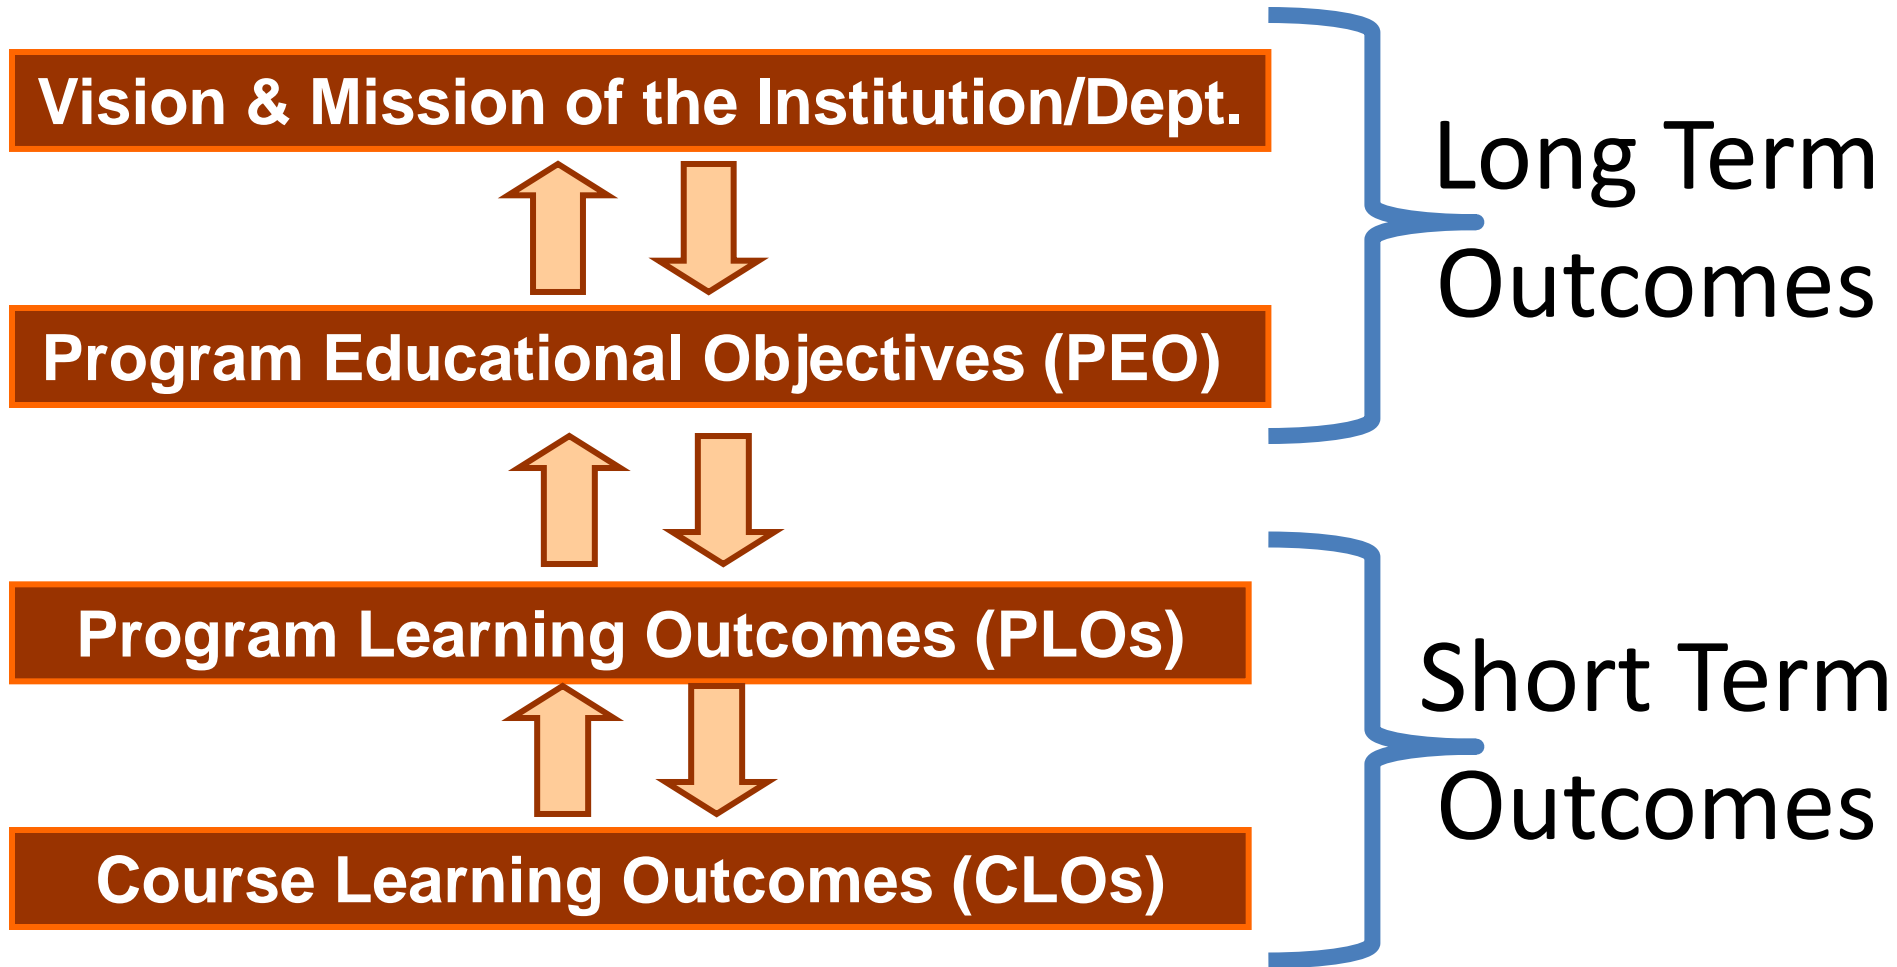 Vision & Mission of the Institution/Dept.
Program Educational Objectives (PEO)
Long Term
Outcomes
Program Learning Outcomes (PLOs)
Course Learning Outcomes (CLOs)
Short Term
Outcomes